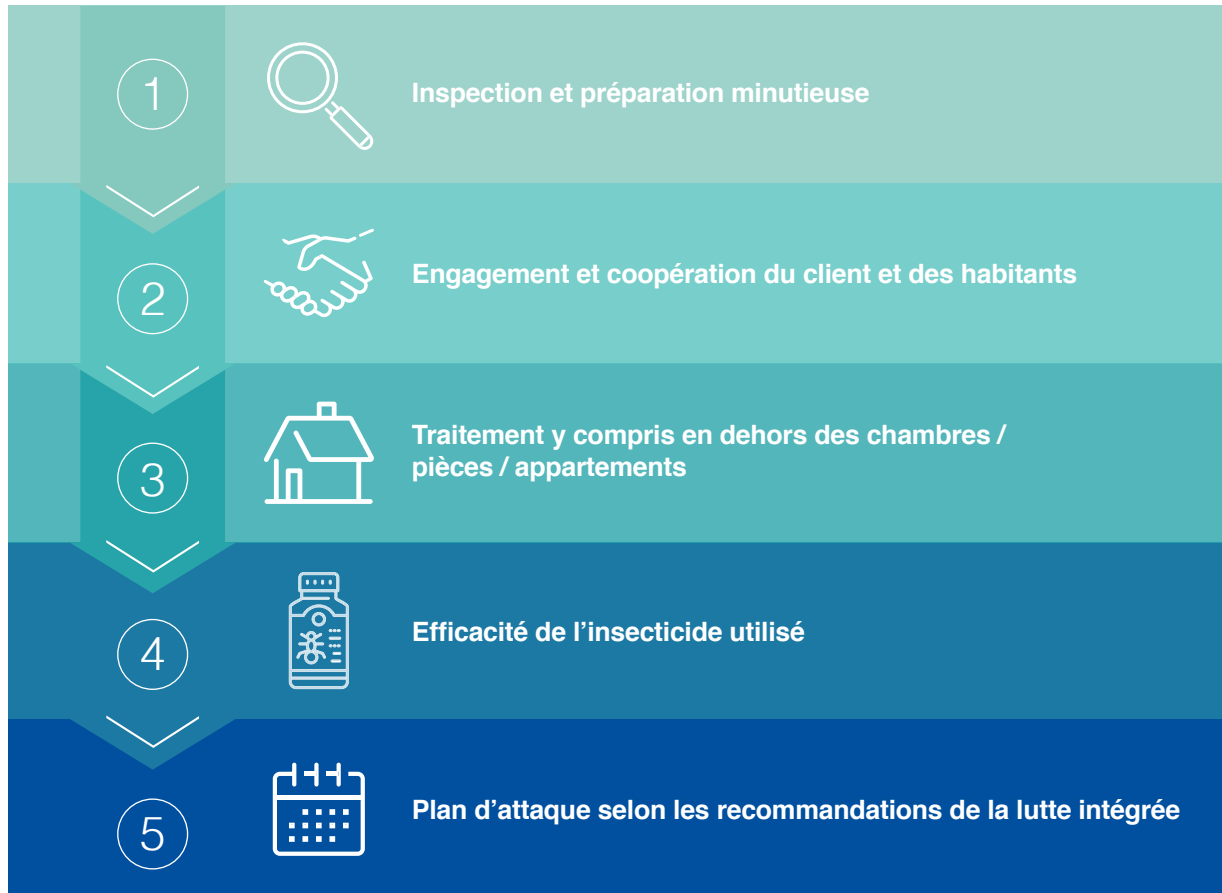 1
Inspection et préparation minutieuse
2
Engagement et coopération du client et des habitants
3
Traitement y compris en dehors des chambres /
pièces / appartements
4
Efficacité de l’insecticide utilisé
5
Plan d’attaque selon les recommandations de la lutte intégrée